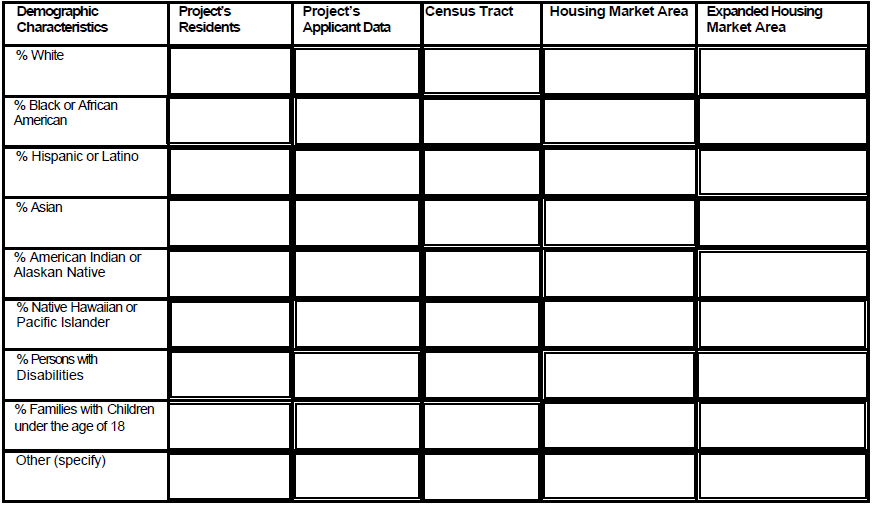 Demographic Characteristics
Project's Residents
Project's Applicant Data
Census Tract
Housing Market Area
Expanded Housing Market Area
% White
% Black or African
American
% Hispanic or Latino
% Asian
% American Indian or
Alaskan Native
% Native Hawaiian or
Pacific Islander
% Persons with
Disabilities
% Families with Children
under the age of 18
Other (specify)